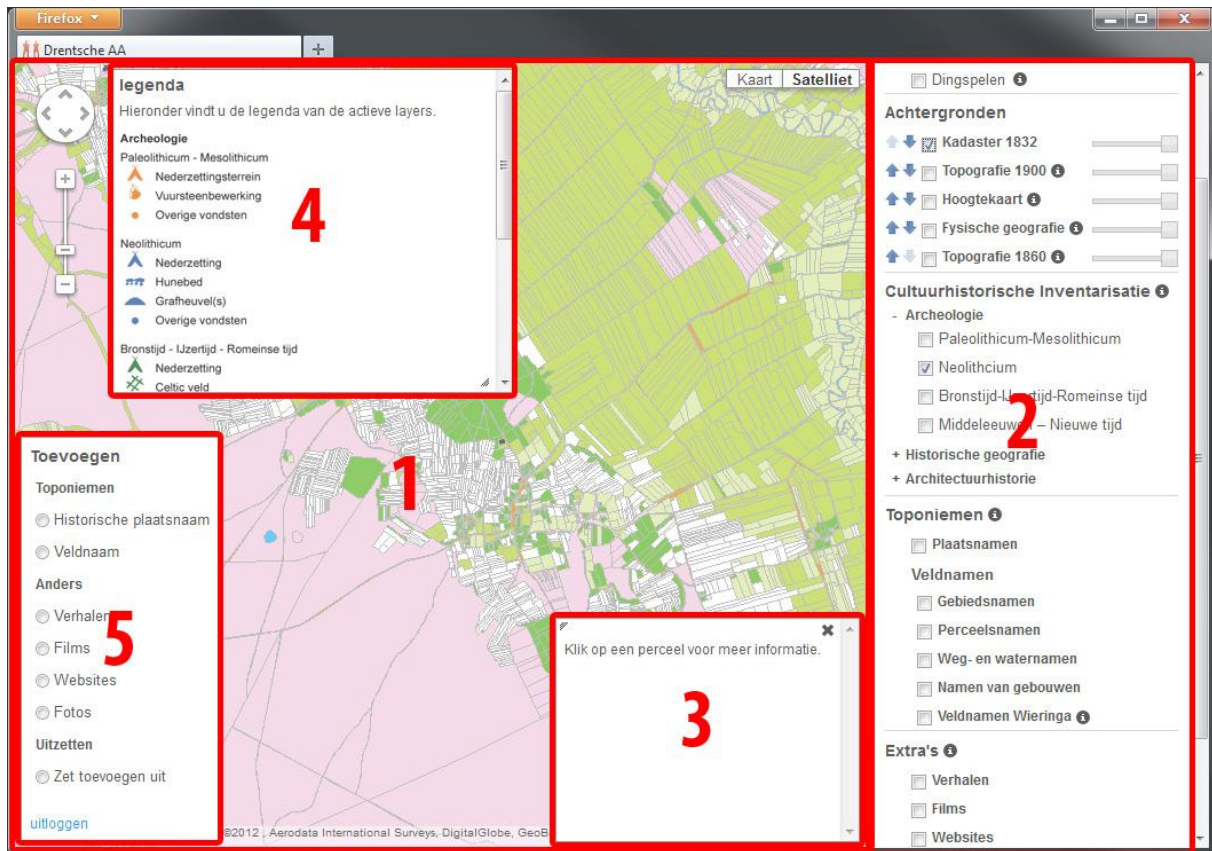 Firefox
Drentsche AA
legenda
Hieronder vindt u de legenda van de actieve layers.
Archeologie
Paleolithicum - Mesolithicum
Nederzettingsterrein
Vuursteenbewerking
Overige vondsten
Neolithicum
Nederzetting
Hunebed
Grafheuvel(s)
Overige vondsten
Bronstijd - IJzertijd - Romeinse tijd
Nederzetting
Celtic veld
4
Kaart Satelliet
1
Toevoegen
Toponiemen
Historische plaatsnaam
Veldnaam
Anders
Verhalen
Films
Websites
Fotos
Uitzetten
Zet toevoegen uit
uitloggen
5
©2012 , Aerodata International Surveys, DigitalGlobe, GeoB
Klik op een perceel voor meer informatie.
3
Dingspelen
Achtergronden
Kadaster 1832
Topografie 1900
Hoogtekaart
Fysische geografie
Topografie 1860
Cultuurhistorische Inventarisatie
- Archeologie
Paleolithicum-Mesolithicum
Neolithcium
Bronstijd-IJzertijd-Romeinse tijd
Middeleeuwen – Nieuwe tijd
+ Historische geografie
+ Architectuurhistorie
2
Toponiemen
Plaatsnamen
Veldnamen
Gebiedsnamen
Perceelsnamen
Weg- en waternamen
Namen van gebouwen
Veldnamen Wieringa
Extra's
Verhalen
Films
Websites